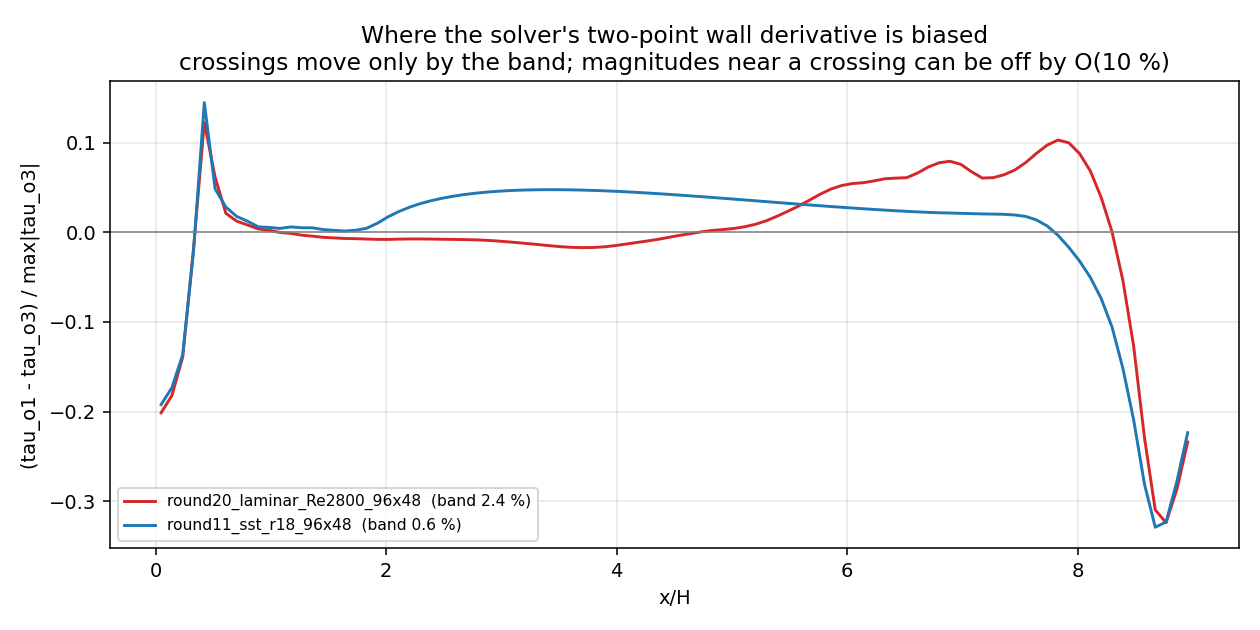 Where the solver's two-point wall derivative is biased
crossings move only by the band; magnitudes near a crossing can be off by O(10 %)
(tau_o1 - tau_o3) / max|tau_o3|
0.1
0.0
−0.1
−0.2
−0.3
round20_laminar_Re2800_96x48  (band 2.4 %)
round11_sst_r18_96x48  (band 0.6 %)
0
2
4
6
8
x/H